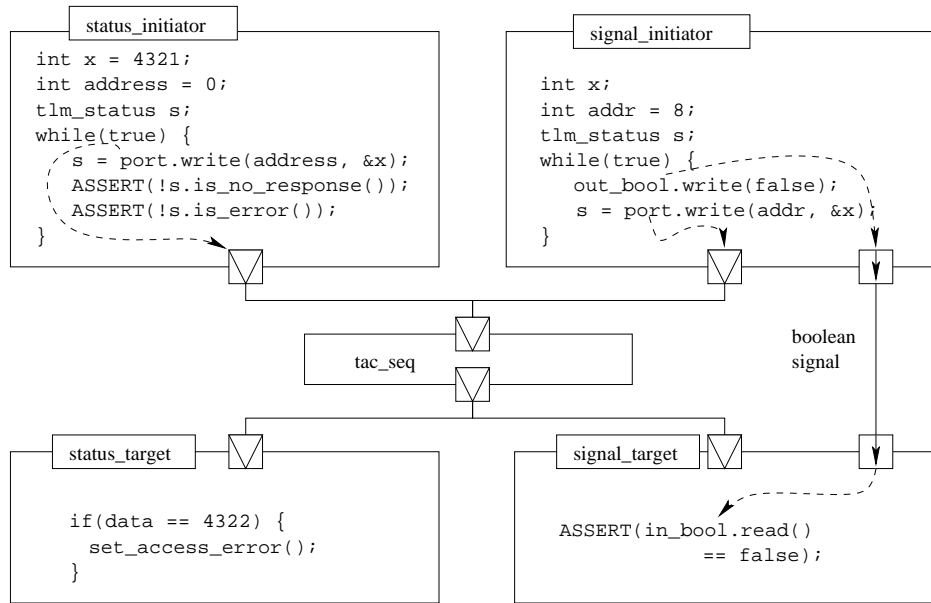 status_initiator
int x = 4321;
int address = 0;
tlm_status s;
while(true) {
s = port.write(address, &x);
ASSERT(!s.is_no_response());
ASSERT(!s.is_error());
}
signal_initiator
int x;
int addr = 8;
tlm_status s;
while(true) {
out_bool.write(false);
s = port.write(addr, &x);
}
tac_seq
boolean
signal
status_target
if(data == 4322) {
set_access_error();
}
signal_target
ASSERT(in_bool.read()
== false);